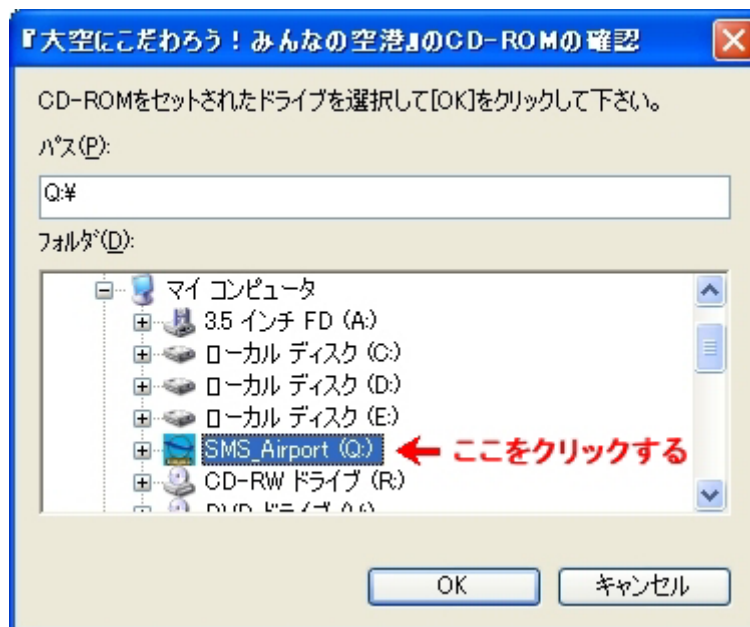 『大空にこだわろう！みんなの空港』のCD-ROMの確認
CD-ROMをセットされたドライブを選択して[OK]をクリックして下さい。
パス(P):
Q:¥
フォルダ(D):
マイ コンピュータ
3.5 インチ FD (A:)
ローカル ディスク (C:)
ローカル ディスク (D:)
ローカル ディスク (E:)
SMS_Airport (Q:) ← ここをクリックする
CD-RW ドライブ (R:)
OK キャンセル